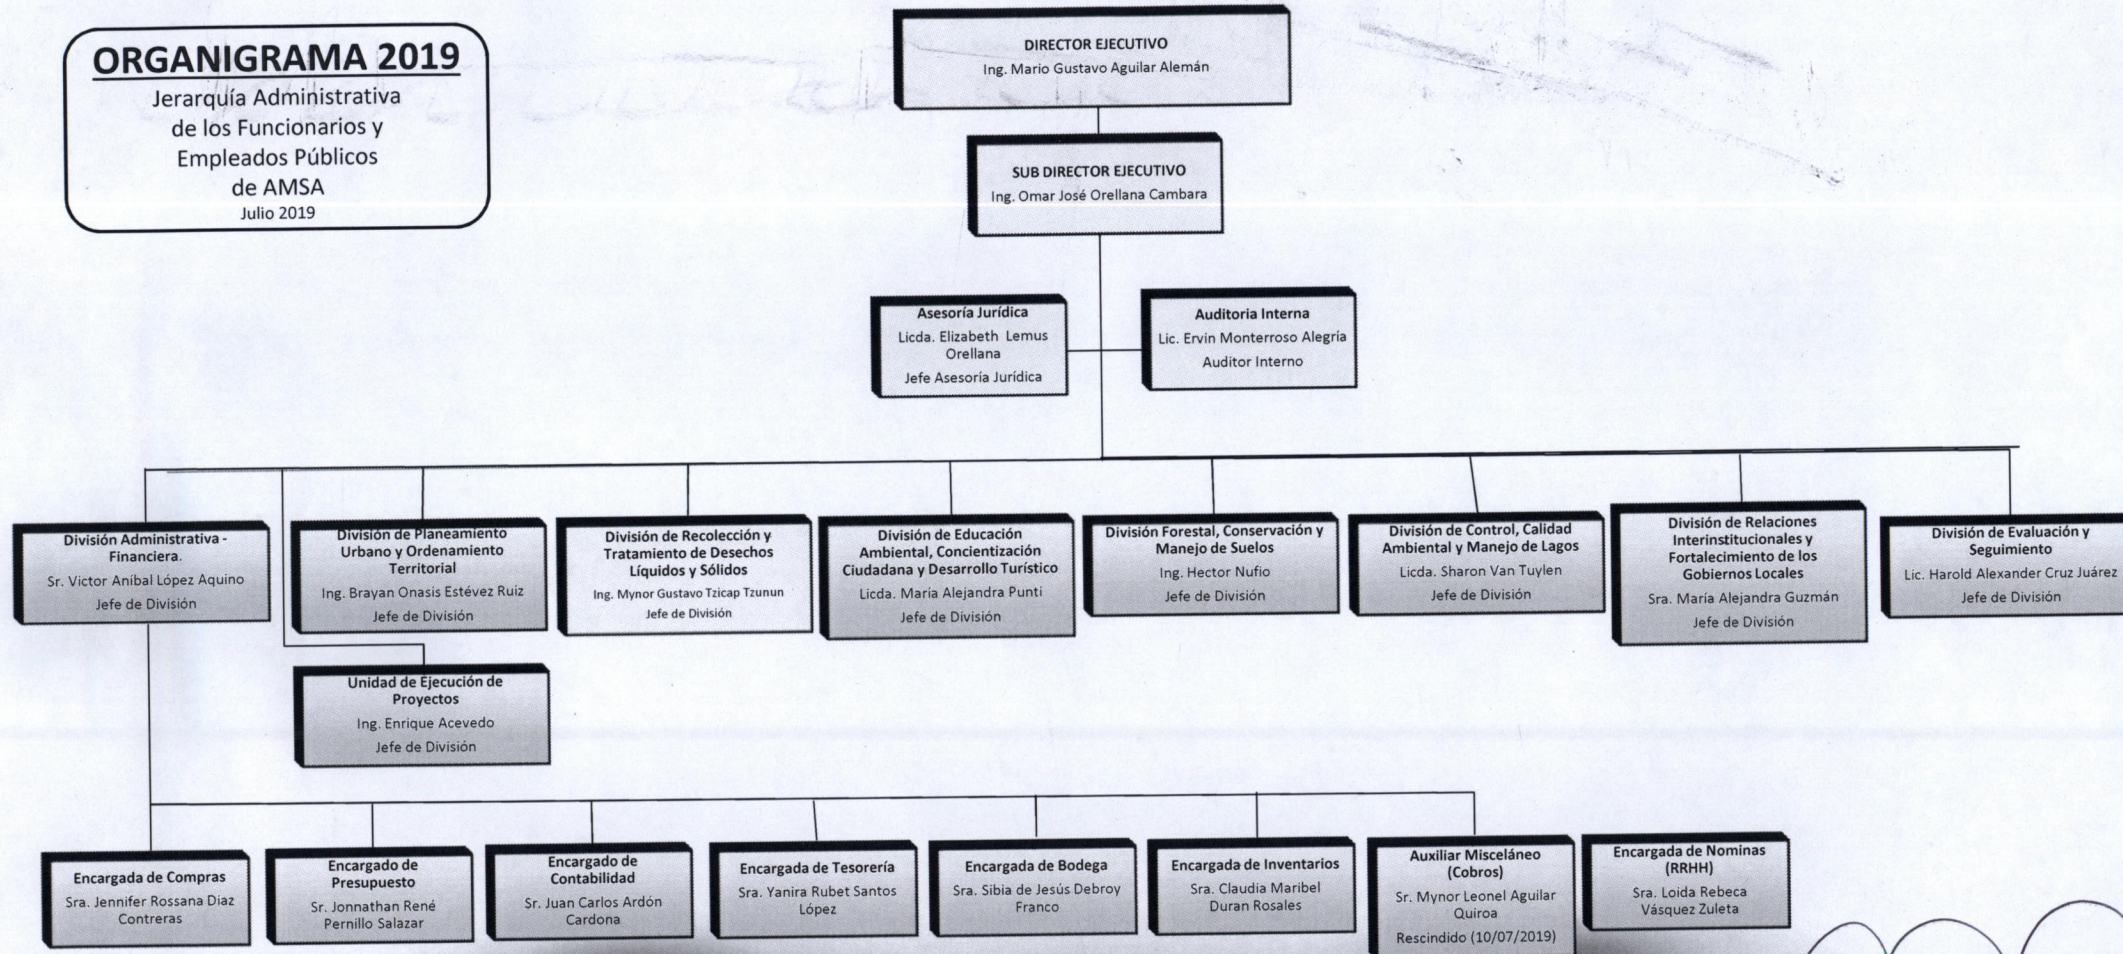 ORGANIGRAMA 2019
Jerarquía Administrativa
de los Funcionarios y
Empleados Públicos
de AMSA
Julio 2019
DIRECTOR EJECUTIVO
Ing. Mario Gustavo Aguilar Alemán
SUB DIRECTOR EJECUTIVO
Ing. Omar José Orellana Cambara
Asesoría Jurídica
Licda. Elizabeth Lemus
Orellana
Jefe Asesoría Jurídica
Auditoria Interna
Lic. Ervin Monterroso Alegría
Auditor Interno
División Administrativa -
Financiera.
Sr. Victor Aníbal López Aquino
Jefe de División
División de Planeamiento
Urbano y Ordenamiento
Territorial
Ing. Brayan Onasis Estévez Ruiz
Jefe de División
División de Recolección y
Tratamiento de Desechos
Líquidos y Sólidos
Ing. Mynor Gustavo Tzicap Tzunun
Jefe de División
División de Educación
Ambiental, Concientización
Ciudadana y Desarrollo Turístico
Licda. María Alejandra Punti
Jefe de División
División Forestal, Conservación y
Manejo de Suelos
Ing. Hector Nufio
Jefe de División
División de Control, Calidad
Ambiental y Manejo de Lagos
Licda. Sharon Van Tuylen
Jefe de División
División de Relaciones
Interinstitucionales y
Fortalecimiento de los
Gobiernos Locales
Sra. María Alejandra Guzmán
Jefe de División
División de Evaluación y
Seguimiento
Lic. Harold Alexander Cruz Juárez
Jefe de División
Unidad de Ejecución de
Proyectos
Ing. Enrique Acevedo
Jefe de División
Encargada de Compras
Sra. Jennifer Rossana Diaz
Contreras
Encargado de
Presupuesto
Sr. Jonnathan René
Pernillo Salazar
Encargado de
Contabilidad
Sr. Juan Carlos Ardón
Cardona
Encargada de Tesorería
Sra. Yanira Rubet Santos
López
Encargada de Bodega
Sra. Sibia de Jesús Debroy
Franco
Encargada de Inventarios
Sra. Claudia Maribel
Duran Rosales
Auxiliar Misceláneo
(Cobros)
Sr. Mynor Leonel Aguilar
Quiroa
Rescindido (10/07/2019)
Encargada de Nominas
(RRHH)
Sra. Loida Rebeca
Vásquez Zuleta